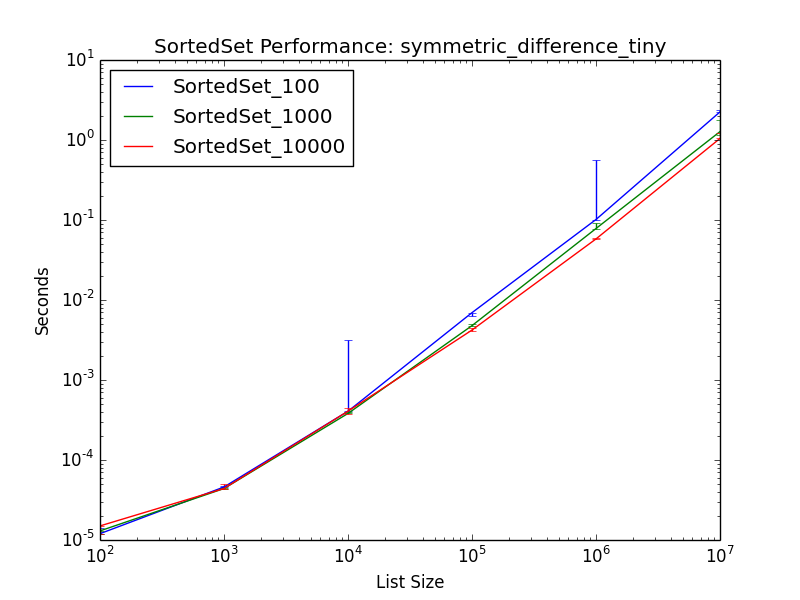 SortedSet Performance: symmetric_difference_tiny
SortedSet_100
SortedSet_1000
SortedSet_10000
Seconds
10^1
10^0
10^-1
10^-2
10^-3
10^-4
10^-5
10^2 10^3 10^4 10^5 10^6 10^7
List Size